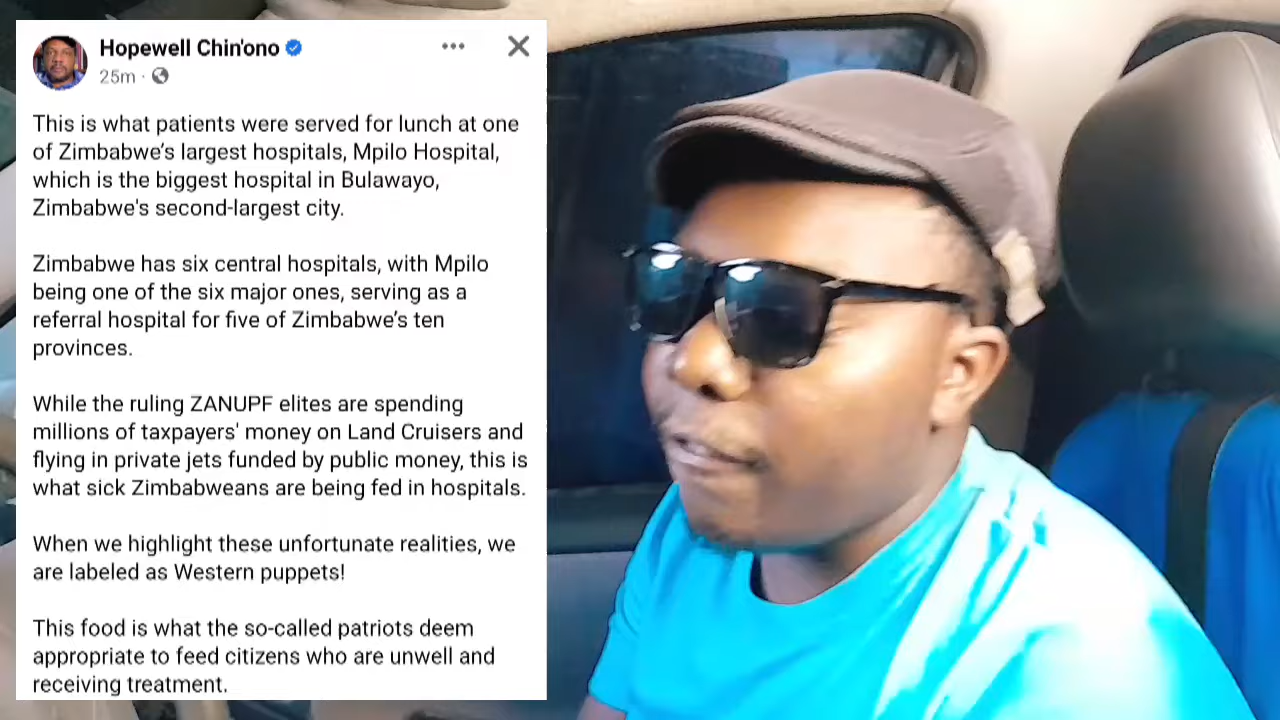 Hopewell Chin'ono
25m ·
This is what patients were served for lunch at one
of Zimbabwe’s largest hospitals, Mpilo Hospital,
which is the biggest hospital in Bulawayo,
Zimbabwe's second-largest city.
Zimbabwe has six central hospitals, with Mpilo
being one of the six major ones, serving as a
referral hospital for five of Zimbabwe’s ten
provinces.
While the ruling ZANUPF elites are spending
millions of taxpayers' money on Land Cruisers and
flying in private jets funded by public money, this is
what sick Zimbabweans are being fed in hospitals.
When we highlight these unfortunate realities, we
are labeled as Western puppets!
This food is what the so-called patriots deem
appropriate to feed citizens who are unwell and
receiving treatment.